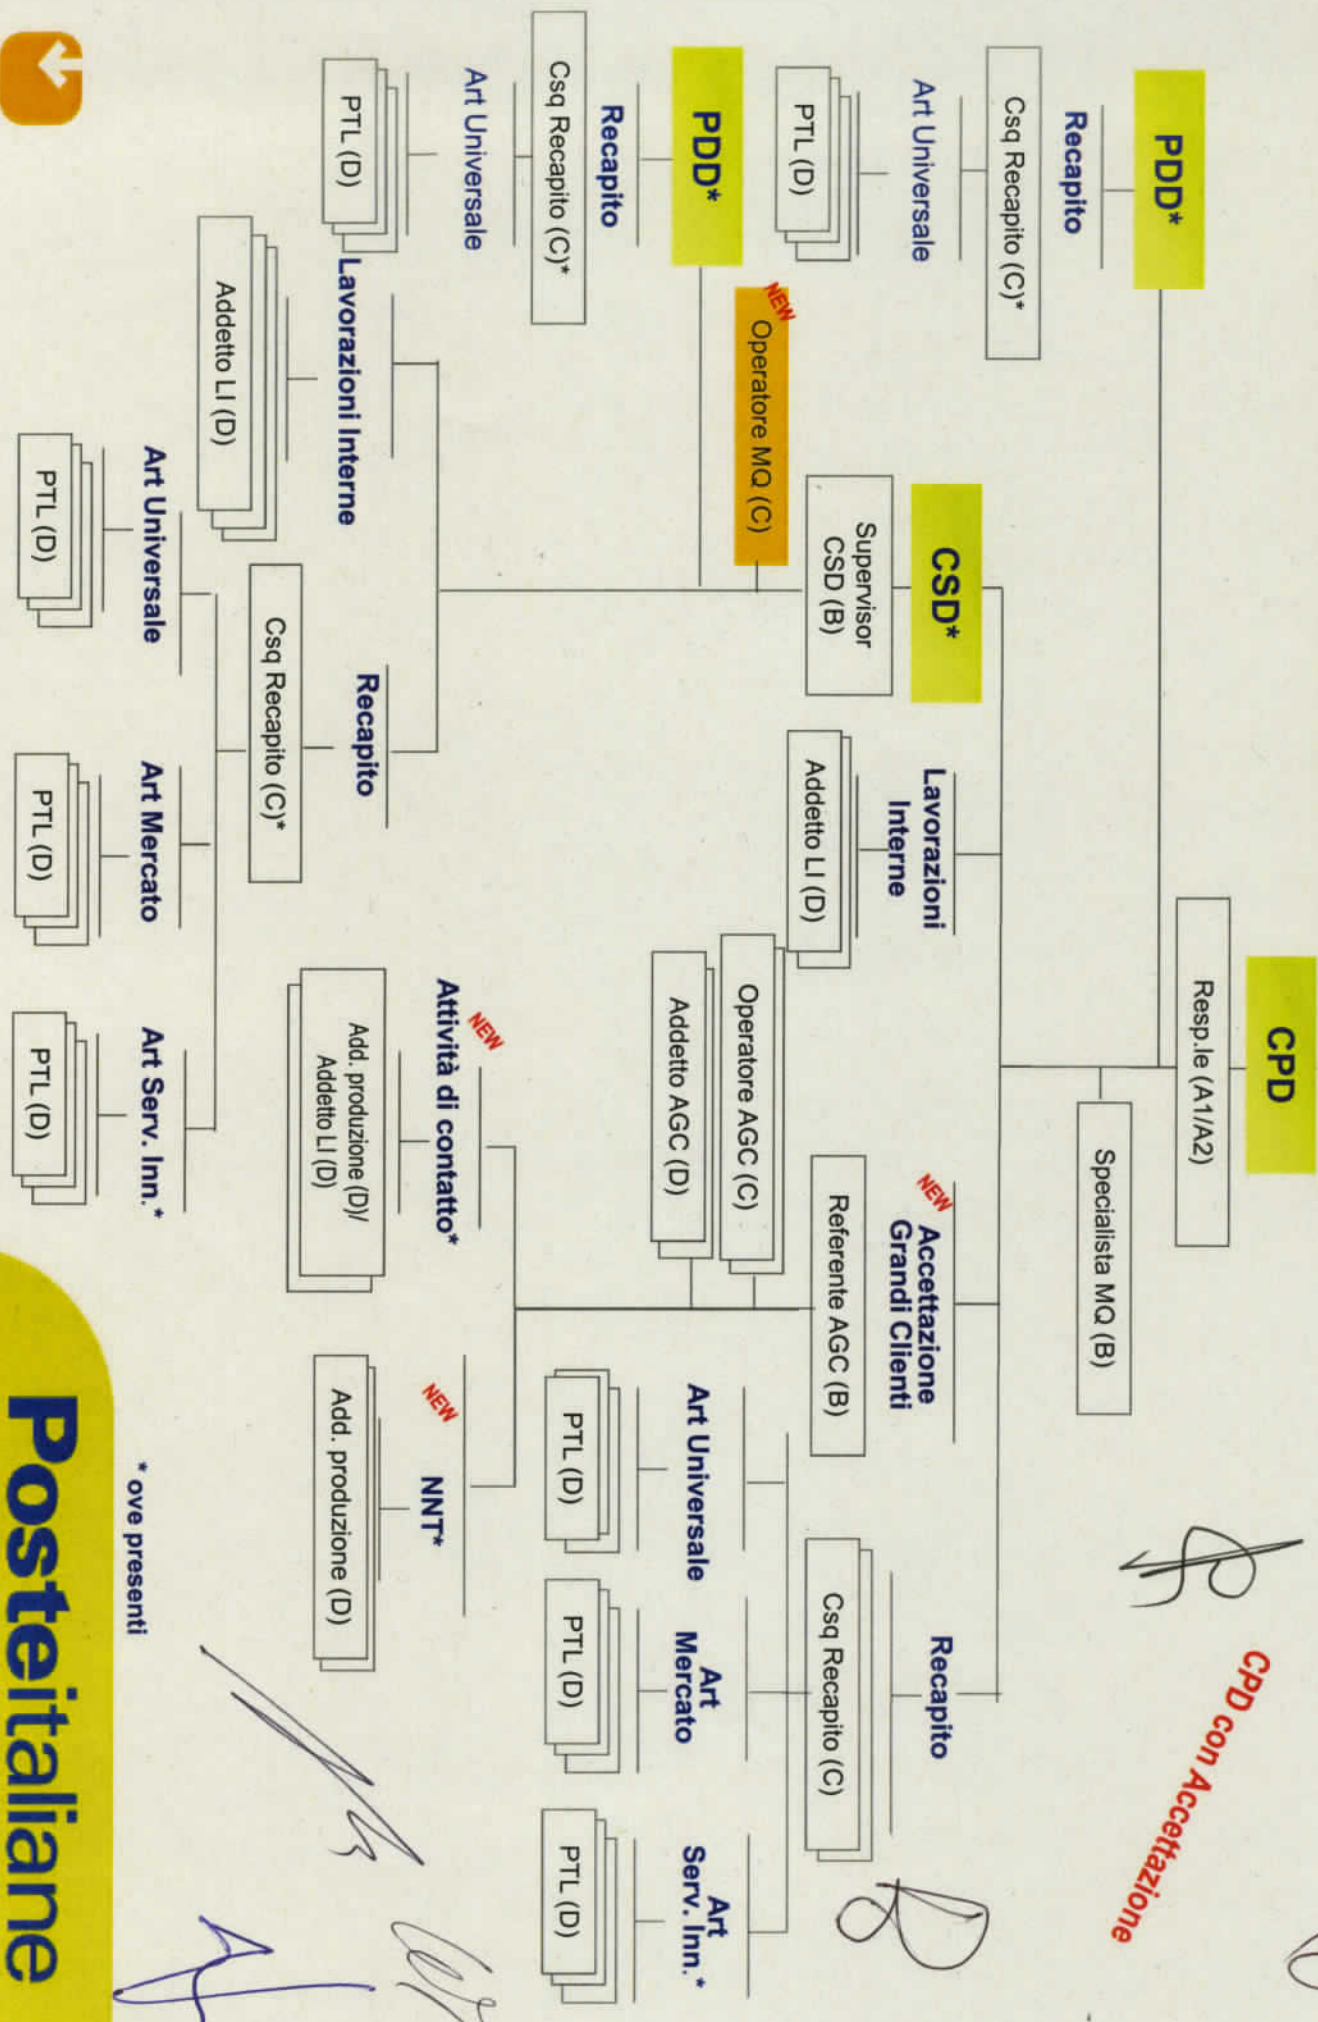 CPD con Accettazione
CPD
Resp.le (A1/A2)
Specialista MQ (B)
PDD*
Recapito
Csq Recapito (C)*
Art Universale
PTL (D)
CSD*
Supervisor
CSD (B)
NEW
Operatore MQ (C)
Lavorazioni
Interne
Addetto LI (D)
NEW
Accettazione
Grandi Clienti
Referente AGC (B)
Operatore AGC (C)
Addetto AGC (D)
Recapito
Csq Recapito (C)
Art Universale
PTL (D)
Art
Mercato
PTL (D)
Art
Serv. Inn.*
PTL (D)
PDD*
Recapito
Csq Recapito (C)*
Art Universale
PTL (D)
Lavorazioni Interne
Addetto LI (D)
Recapito
Csq Recapito (C)*
Art Universale
PTL (D)
Art Mercato
PTL (D)
Art Serv. Inn.*
PTL (D)
NEW
Attività di contatto*
Add. produzione (D)/
Addetto LI (D)
NEW
NNT*
Add. produzione (D)
* ove presenti
Posteitaliane